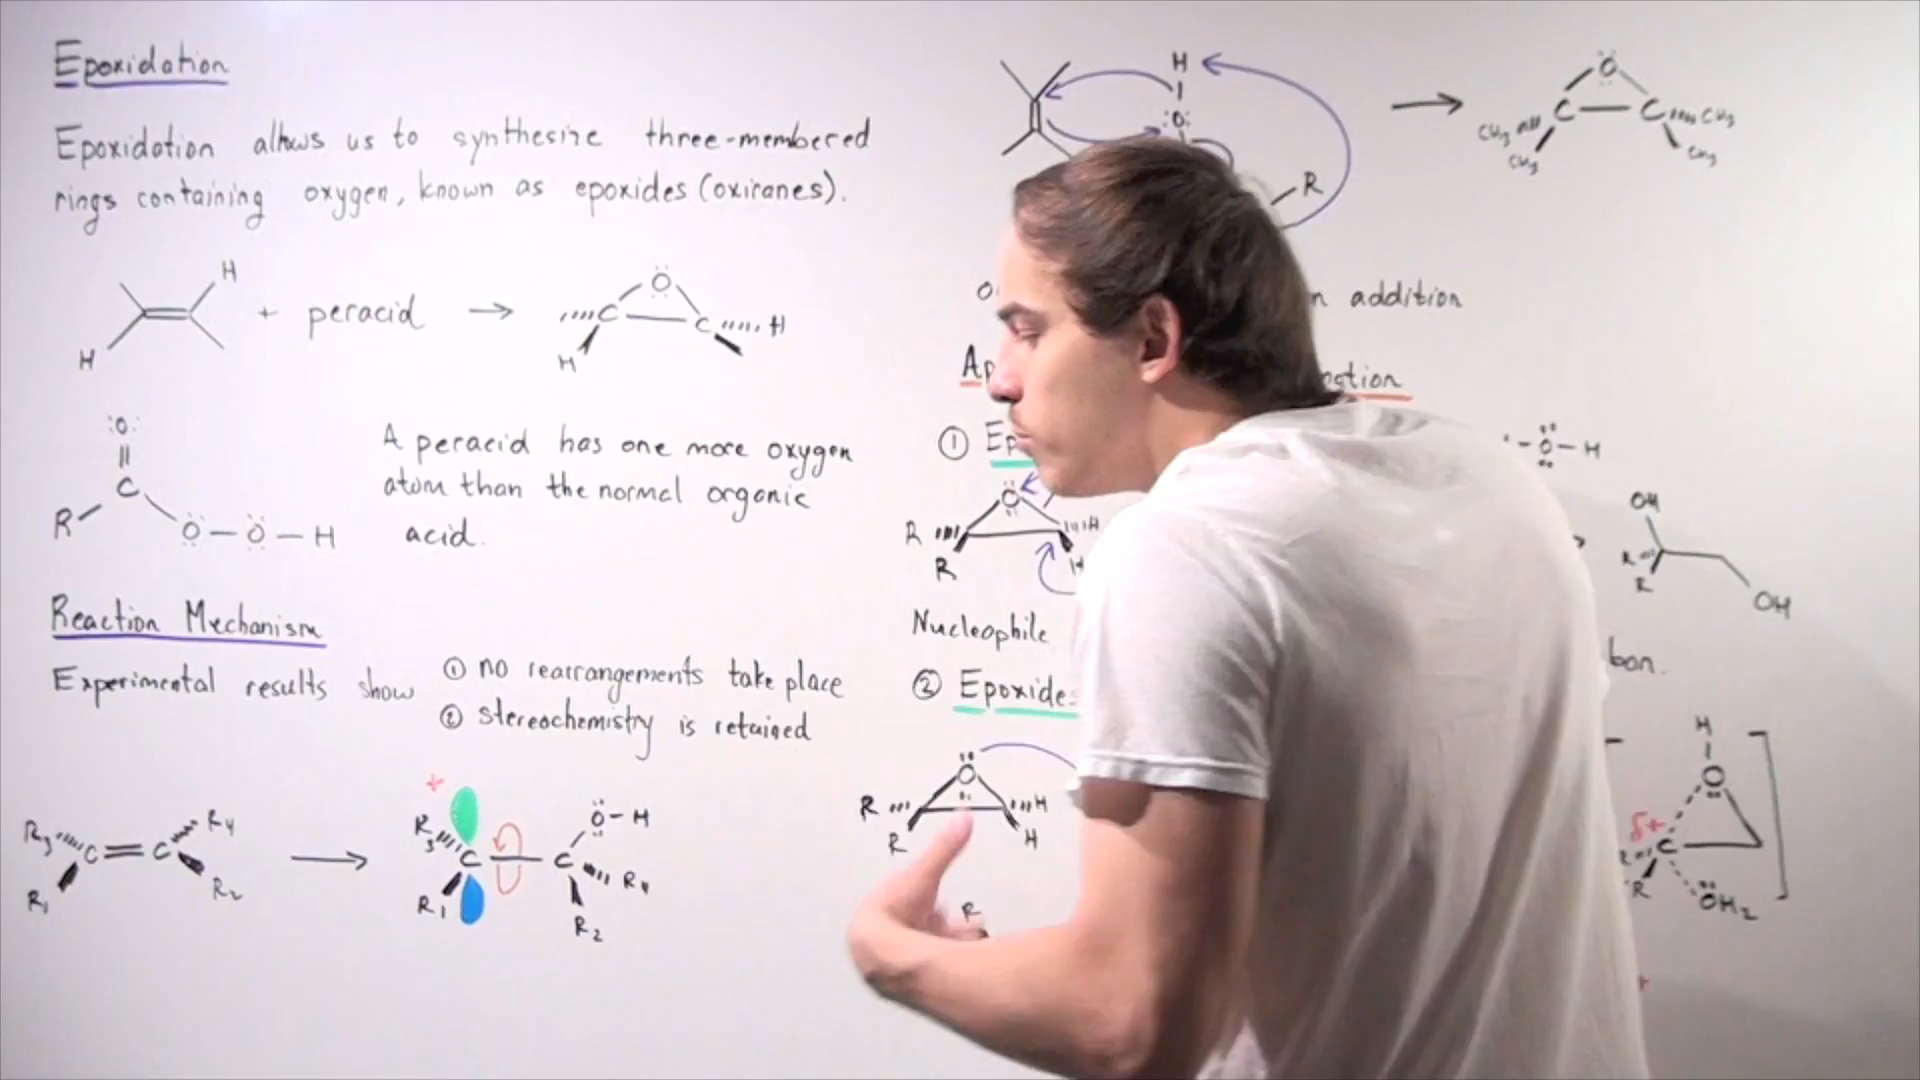 Epoxidation
Epoxidation allows us to synthesize three-membered
rings containing oxygen, known as epoxides (oxiranes).
H
H
+ peracid →
O
C
C
H
H
O
C
R
O - O - H
A peracid has one more oxygen
atom than the normal organic
acid.
Reaction Mechanism
Experimental results show
① no rearrangements take place
② stereochemistry is retained
R3
R1
C = C
R4
R2
→
+
R3
R1
C - C
O - H
R4
R2
H
O
R
→
O
C
C
CH3
CH3
CH3
CH3
addition
①
O
R
R
H
O - H
OH
R
R
OH
Nucleophile
② Epoxides
O
R
R
H
H
R
H
O
δ+
C
R
R
OH2
+